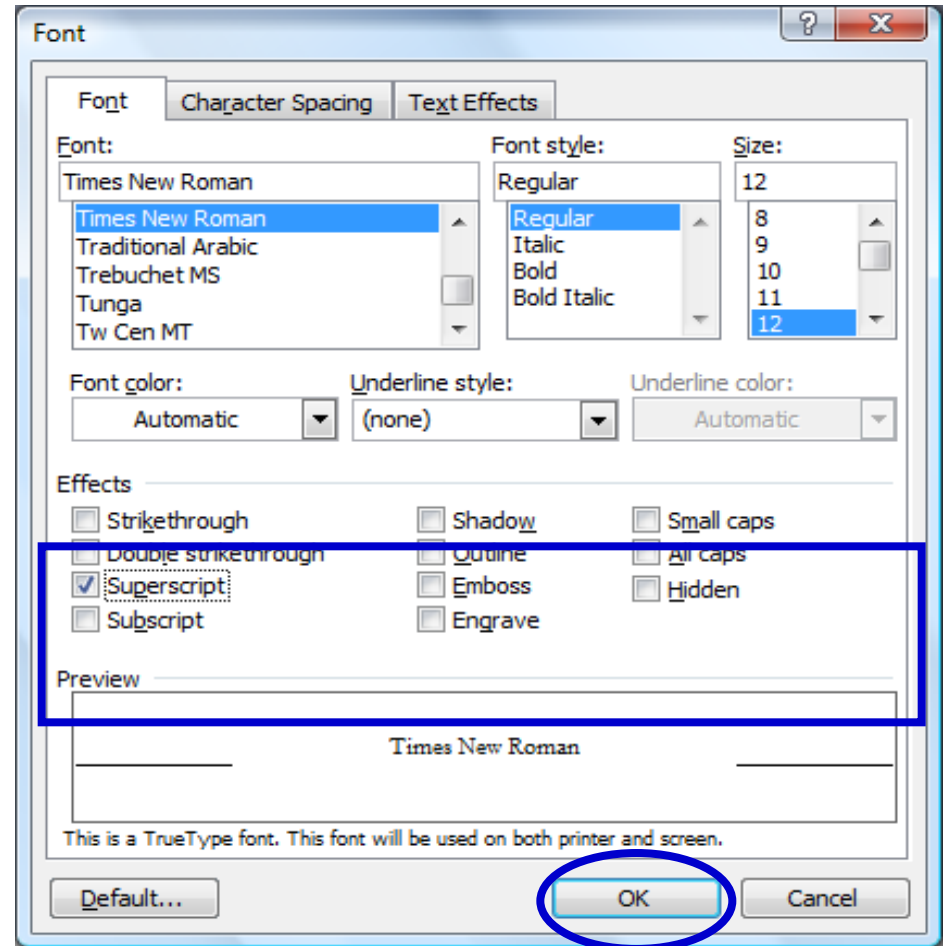 Font
Font Character Spacing Text Effects
Font: Font style: Size:
Times New Roman Regular 12
Times New Roman Regular 8
Traditional Arabic Italic 9
Trebuchet MS Bold 10
Tunga Bold Italic 11
Tw Cen MT 12
Font color: Underline style: Underline color:
Automatic (none) Automatic
Effects
Strikethrough Shadow Small caps
Double strikethrough Outline All caps
Superscript Emboss Hidden
Subscript Engrave
Preview
Times New Roman
This is a TrueType font. This font will be used on both printer and screen.
Default... OK Cancel